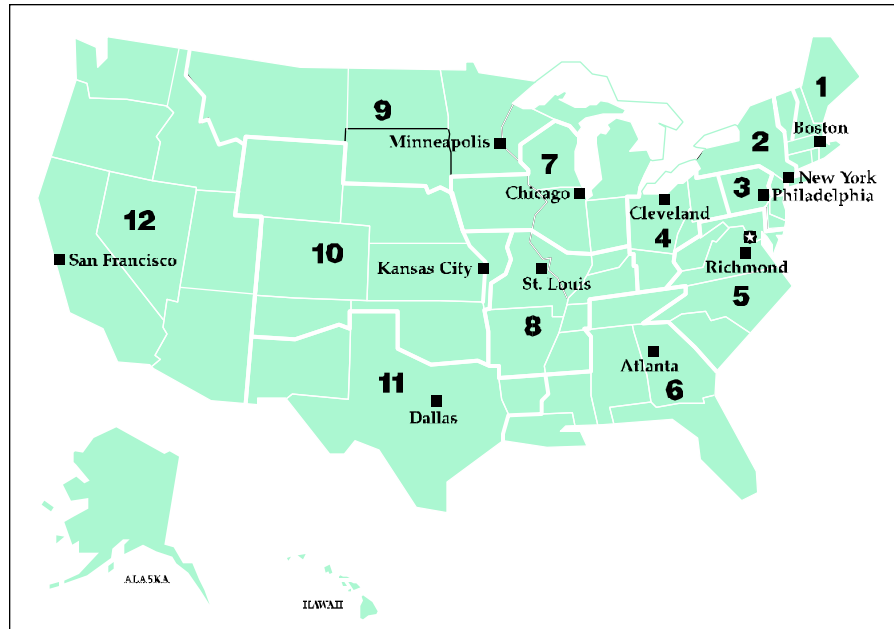 1
9
Boston
2
Minneapolis
7
New York
3
Chicago
Philadelphia
Cleveland
12
4
10
San Francisco
Kansas City
St. Louis
Richmond
5
8
Atlanta
11
6
Dallas
ALASKA
HAWAII